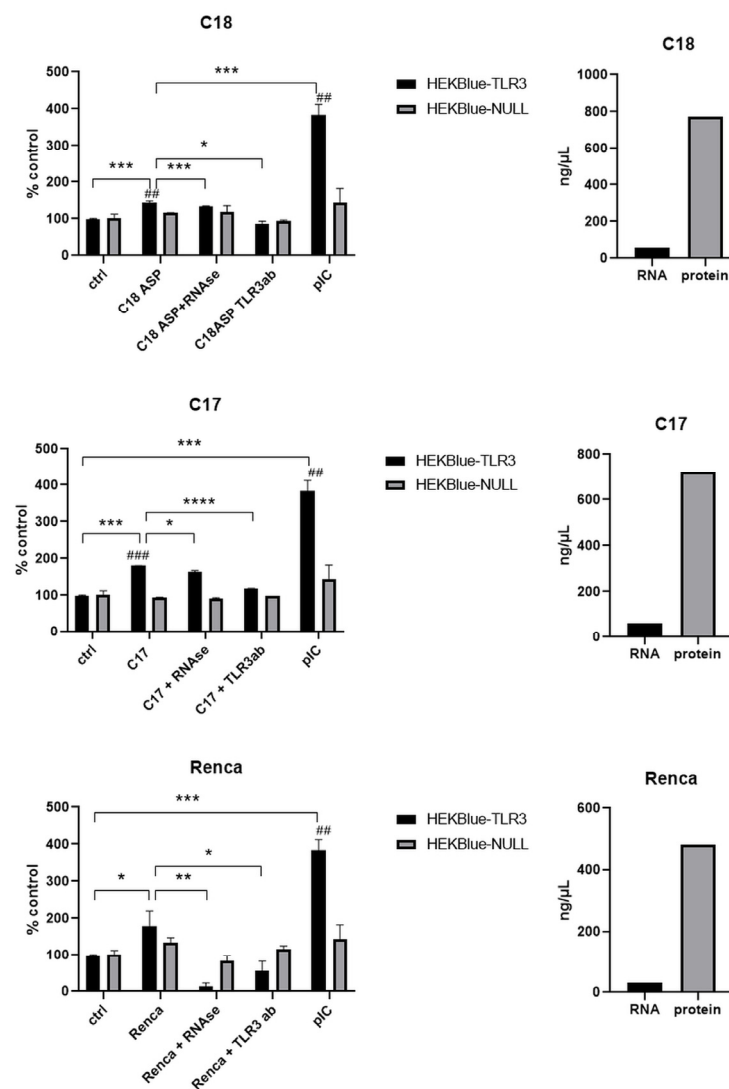 C18
500
400
300
200
100
0
% control
***
##
*
***
***
##
ctrl
C18 ASP
C18 ASP+RNAse
C18ASP TLR3ab
pIC
HEKBlue-TLR3
HEKBlue-NULL
C18
1000
800
600
400
200
0
ng/µL
RNA
protein
C17
500
400
300
200
100
0
% control
***
##
****
***
*
###
ctrl
C17
C17 + RNAse
C17 + TLR3ab
pIC
HEKBlue-TLR3
HEKBlue-NULL
C17
800
600
400
200
0
ng/µL
RNA
protein
Renca
500
400
300
200
100
0
% control
***
##
*
*
**
ctrl
Renca
Renca + RNAse
Renca + TLR3 ab
pIC
HEKBlue-TLR3
HEKBlue-NULL
Renca
600
400
200
0
ng/µL
RNA
protein